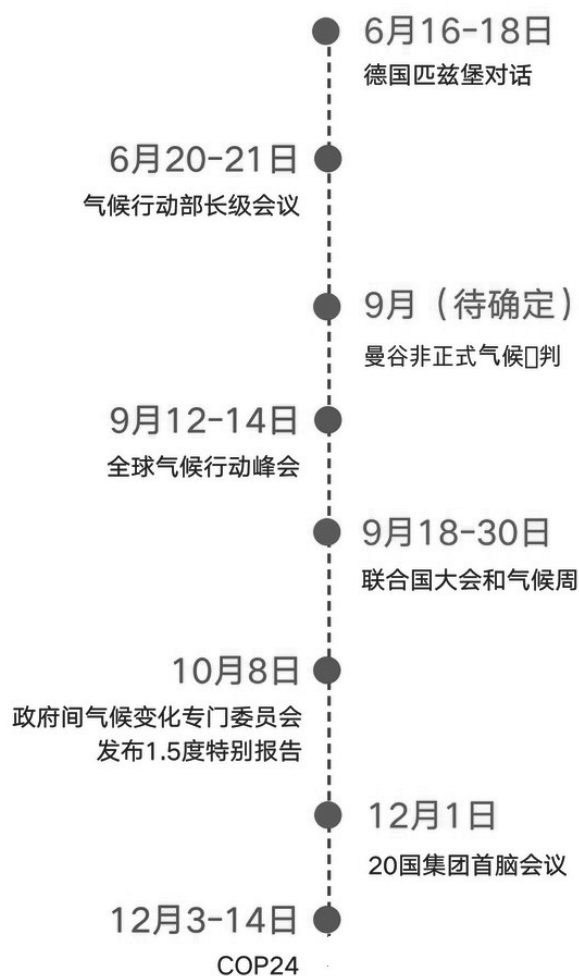 6月16-18日
德国匹兹堡对话
6月20-21日
气候行动部长级会议
9月（待确定）
曼谷非正式气候▯判
9月12-14日
全球气候行动峰会
9月18-30日
联合国大会和气候周
10月8日
政府间气候变化专门委员会
发布1.5度特别报告
12月1日
20国集团首脑会议
12月3-14日
COP24